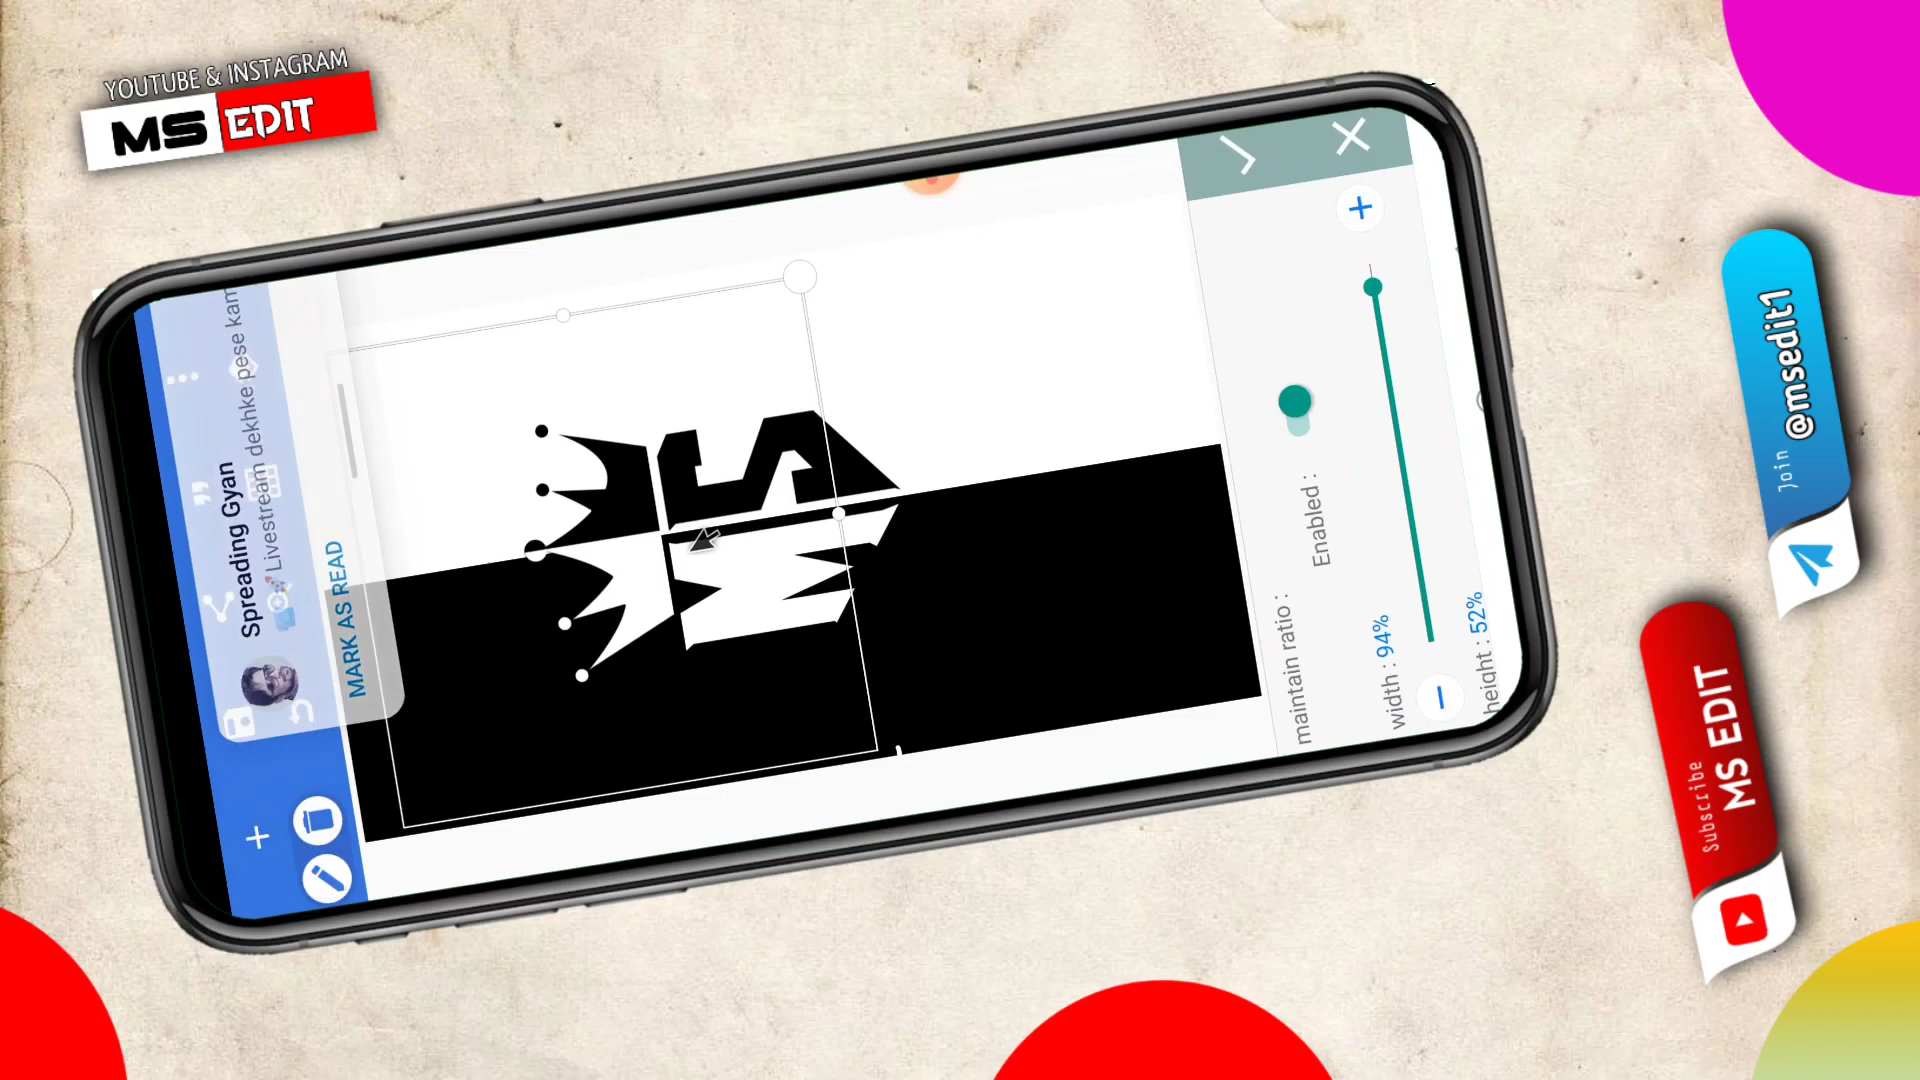 YOUTUBE & INSTAGRAM
MS EDIT
Spreading Gyan
Livestream dekhke pese kam
MARK AS READ
MS
maintain ratio :
Enabled :
width : 94%
height : 52%
Join @msedit1
Subscribe
MS EDIT